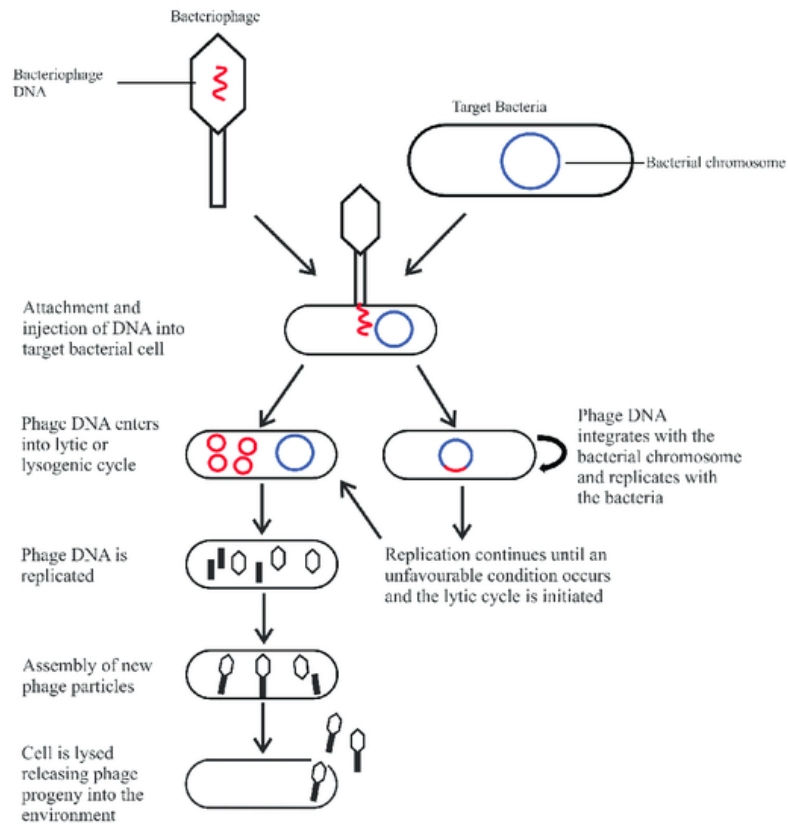 Bacteriophage
Bacteriophage
DNA
Target Bacteria
Bacterial chromosome
Attachment and
injection of DNA into
target bacterial cell
Phage DNA enters
into lytic or
lysogenic cycle
Phage DNA
integrates with the
bacterial chromosome
and replicates with
the bacteria
Phage DNA is
replicated
Replication continues until an
unfavourable condition occurs
and the lytic cycle is initiated
Assembly of new
phage particles
Cell is lysed
releasing phage
progeny into the
environment